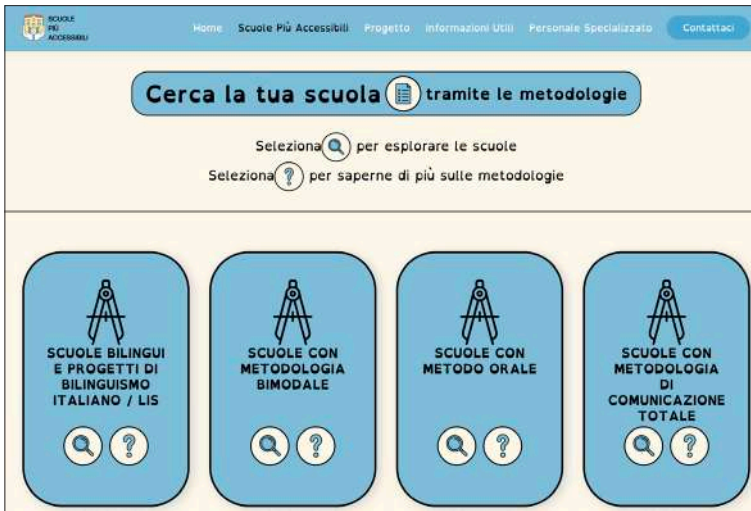 SCUOLE
PIÙ
ACCESSIBILI
Home Scuole Più Accessibili Progetto Informazioni Utili Personale Specializzato Contattaci
Cerca la tua scuola tramite le metodologie
Seleziona per esplorare le scuole
Seleziona ? per saperne di più sulle metodologie
SCUOLE BILINGUI
E PROGETTI DI
BILINGUISMO
ITALIANO / LIS
?
SCUOLE CON
METODOLOGIA
BIMODALE
?
SCUOLE CON
METODO ORALE
?
SCUOLE CON
METODOLOGIA
DI
COMUNICAZIONE
TOTALE
?